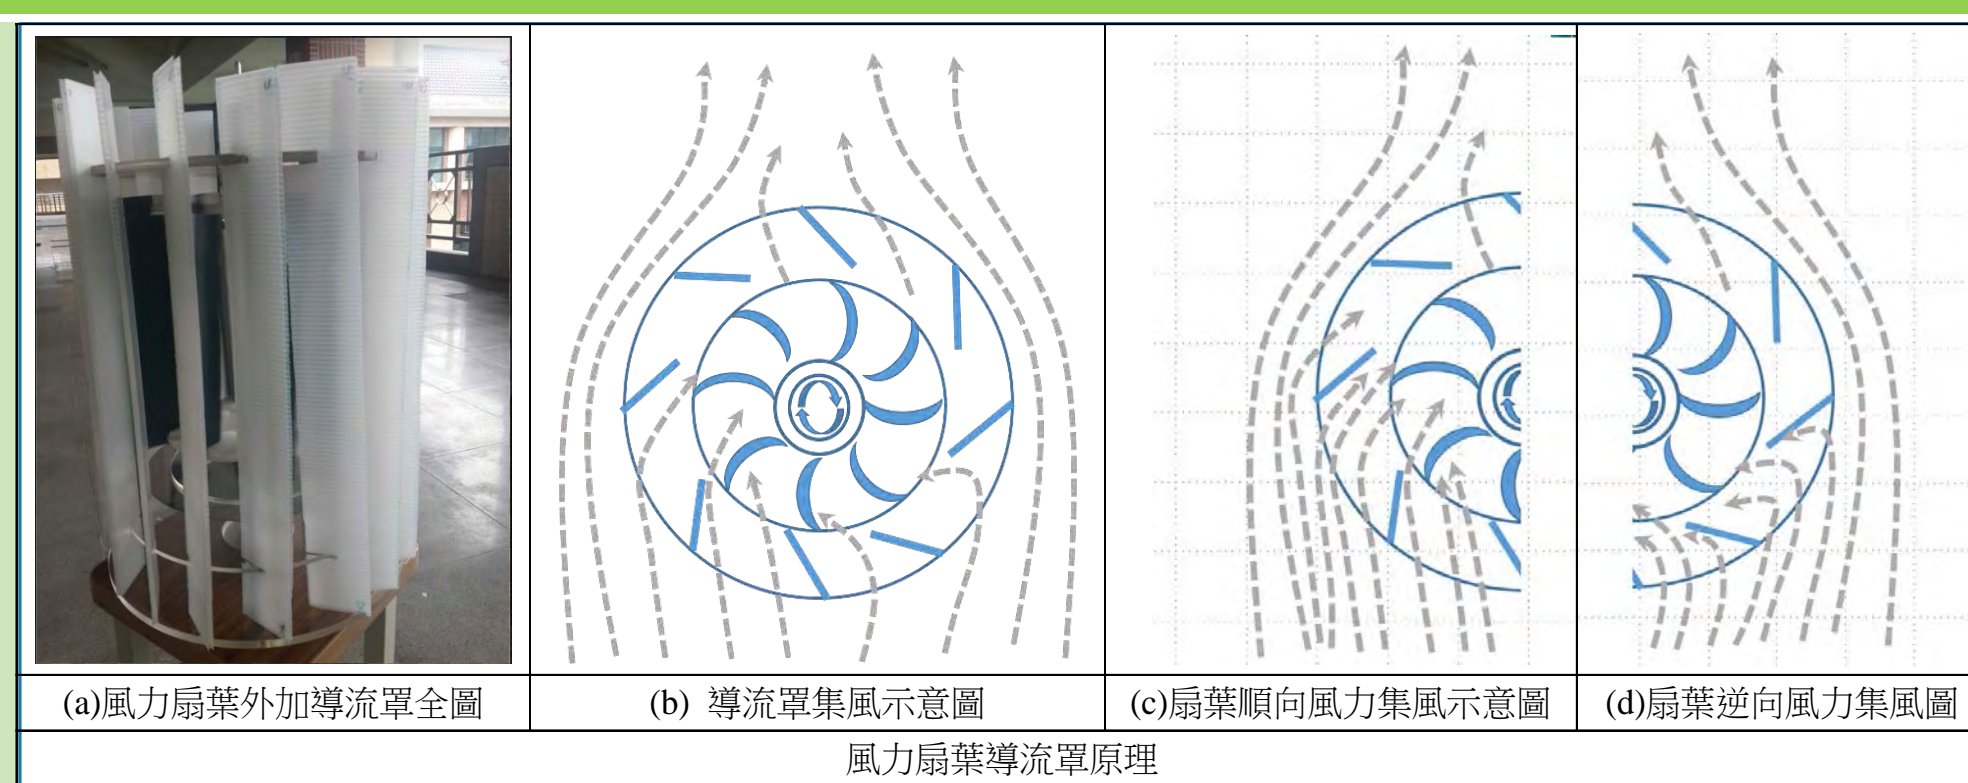 (a)風力扇葉外加導流罩全圖
(b) 導流罩集風示意圖
(c)扇葉順向風力集風示意圖
(d)扇葉逆向風力集風圖
風力扇葉導流罩原理